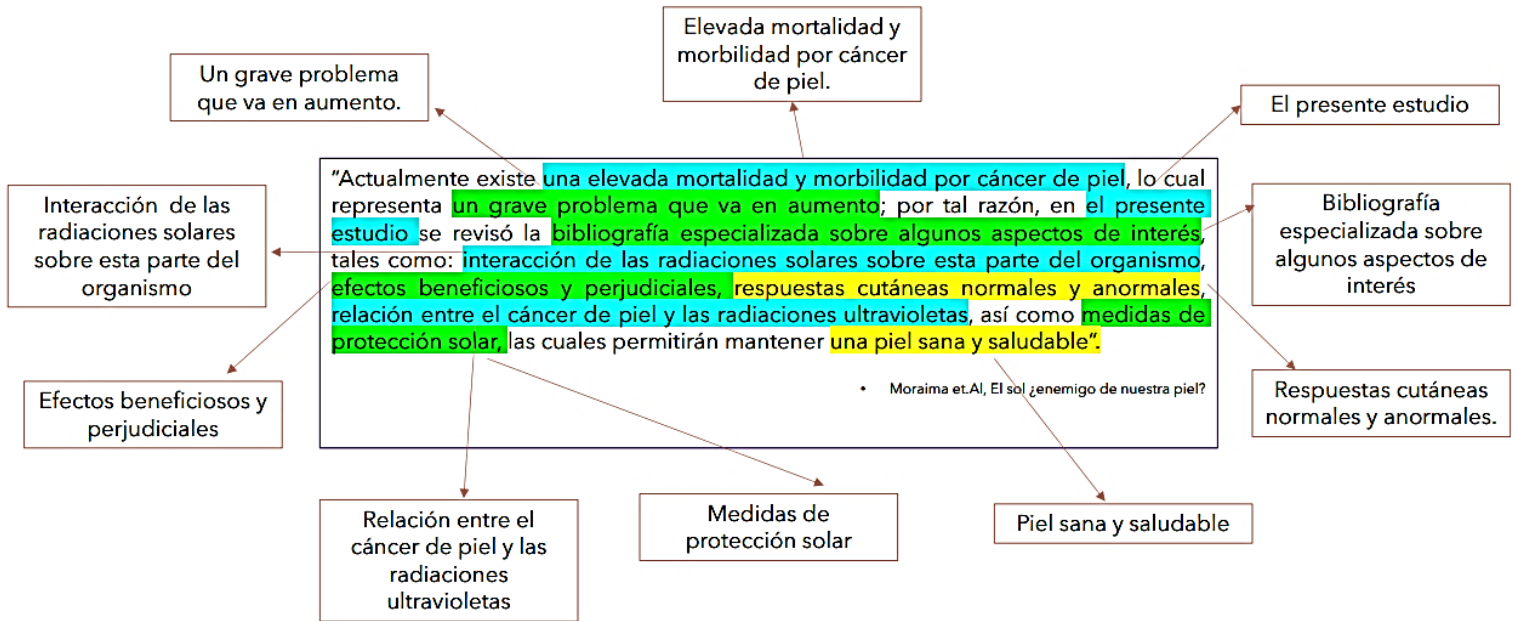 Elevada mortalidad y
morbilidad por cáncer
de piel.
Un grave problema
que va en aumento.
El presente estudio
"Actualmente existe una elevada mortalidad y morbilidad por cáncer de piel, lo cual
representa un grave problema que va en aumento; por tal razón, en el presente
estudio se revisó la bibliografía especializada sobre algunos aspectos de interés,
tales como: interacción de las radiaciones solares sobre esta parte del organismo,
efectos beneficiosos y perjudiciales, respuestas cutáneas normales y anormales,
relación entre el cáncer de piel y las radiaciones ultravioletas, así como medidas de
protección solar, las cuales permitirán mantener una piel sana y saludable".
• Moraima et.Al, El sol ¿enemigo de nuestra piel?
Interacción de las
radiaciones solares
sobre esta parte del
organismo
Bibliografía
especializada sobre
algunos aspectos de
interés
Efectos beneficiosos y
perjudiciales
Respuestas cutáneas
normales y anormales.
Relación entre el
cáncer de piel y las
radiaciones
ultravioletas
Medidas de
protección solar
Piel sana y saludable